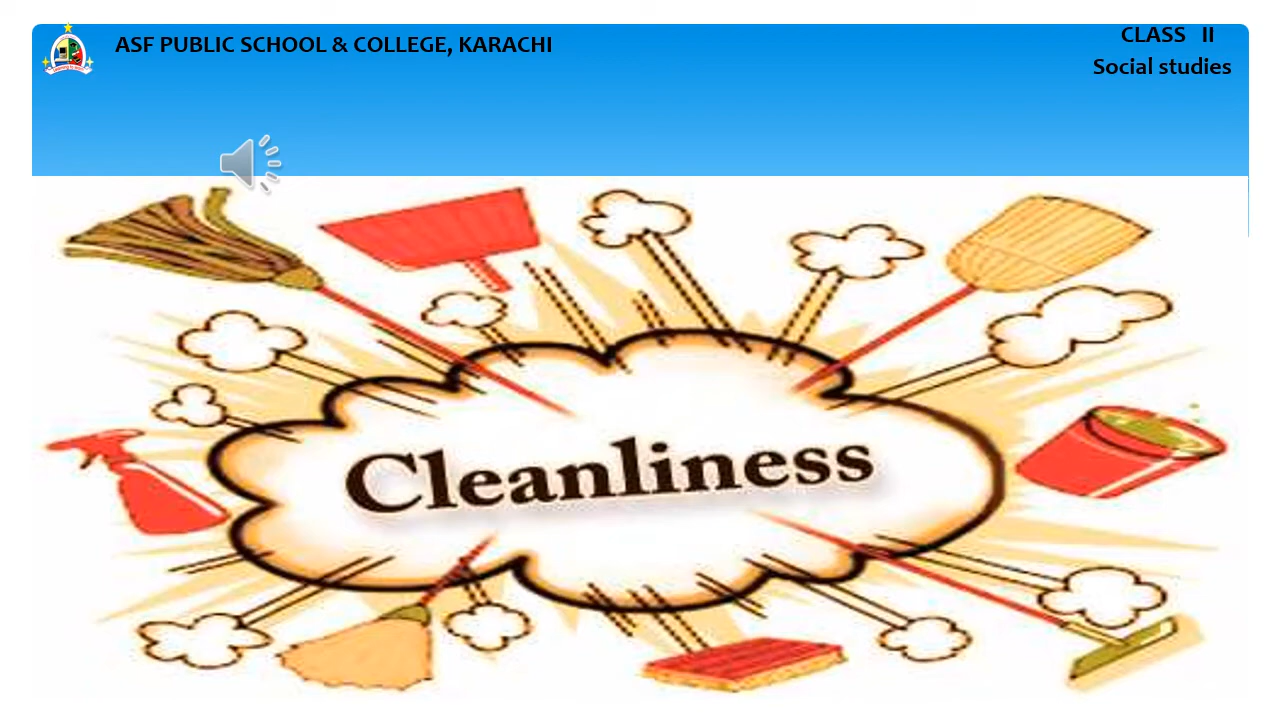 ASF PUBLIC SCHOOL & COLLEGE, KARACHI
CLASS II
Social studies
Cleanliness